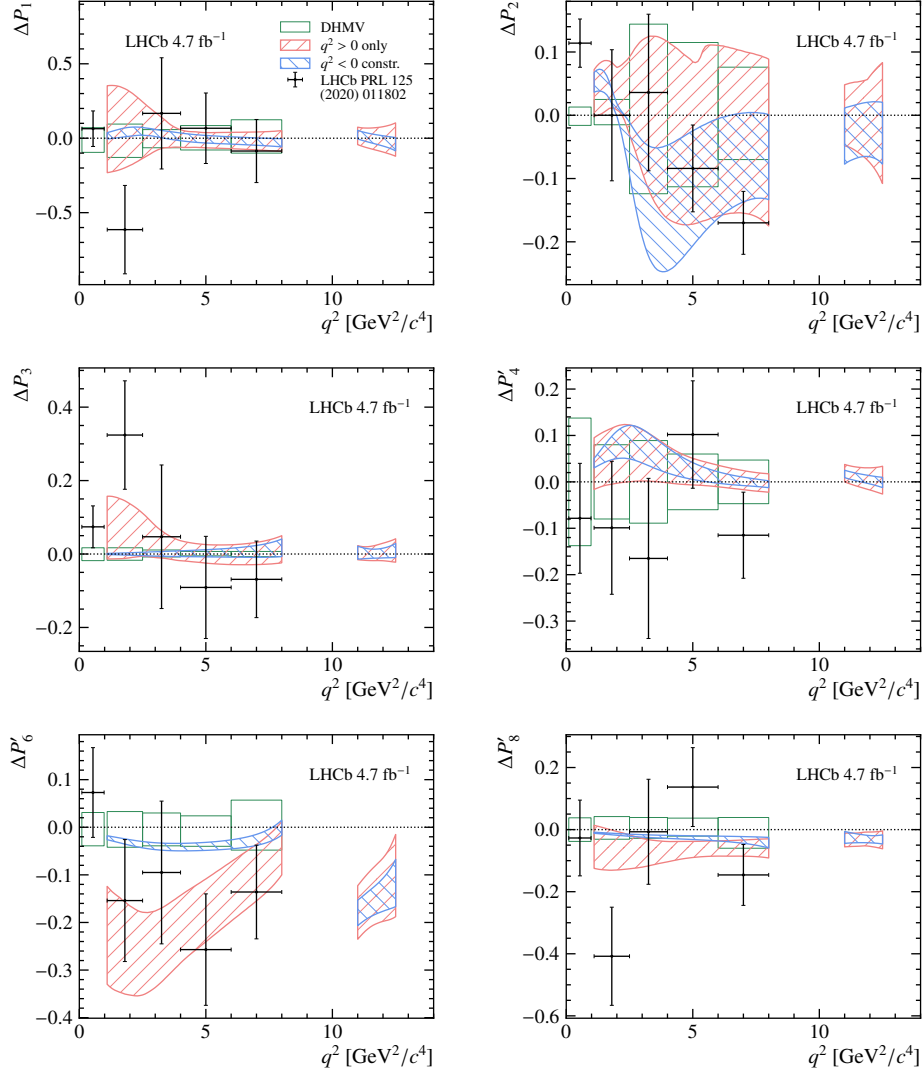 ΔP₁
LHCb 4.7 fb⁻¹
DHMV
q² > 0 only
q² < 0 constr.
LHCb PRL 125
(2020) 011802
0.5
0.0
−0.5
0 5 10
q² [GeV²/c⁴]
ΔP₂
LHCb 4.7 fb⁻¹
0.1
0.0
−0.1
−0.2
0 5 10
q² [GeV²/c⁴]
ΔP₃
LHCb 4.7 fb⁻¹
0.4
0.2
0.0
−0.2
0 5 10
q² [GeV²/c⁴]
ΔP′₄
LHCb 4.7 fb⁻¹
0.2
0.1
0.0
−0.1
−0.2
−0.3
0 5 10
q² [GeV²/c⁴]
ΔP′₆
LHCb 4.7 fb⁻¹
0.1
0.0
−0.1
−0.2
−0.3
−0.4
0 5 10
q² [GeV²/c⁴]
ΔP′₈
LHCb 4.7 fb⁻¹
0.2
0.0
−0.2
−0.4
−0.6
0 5 10
q² [GeV²/c⁴]